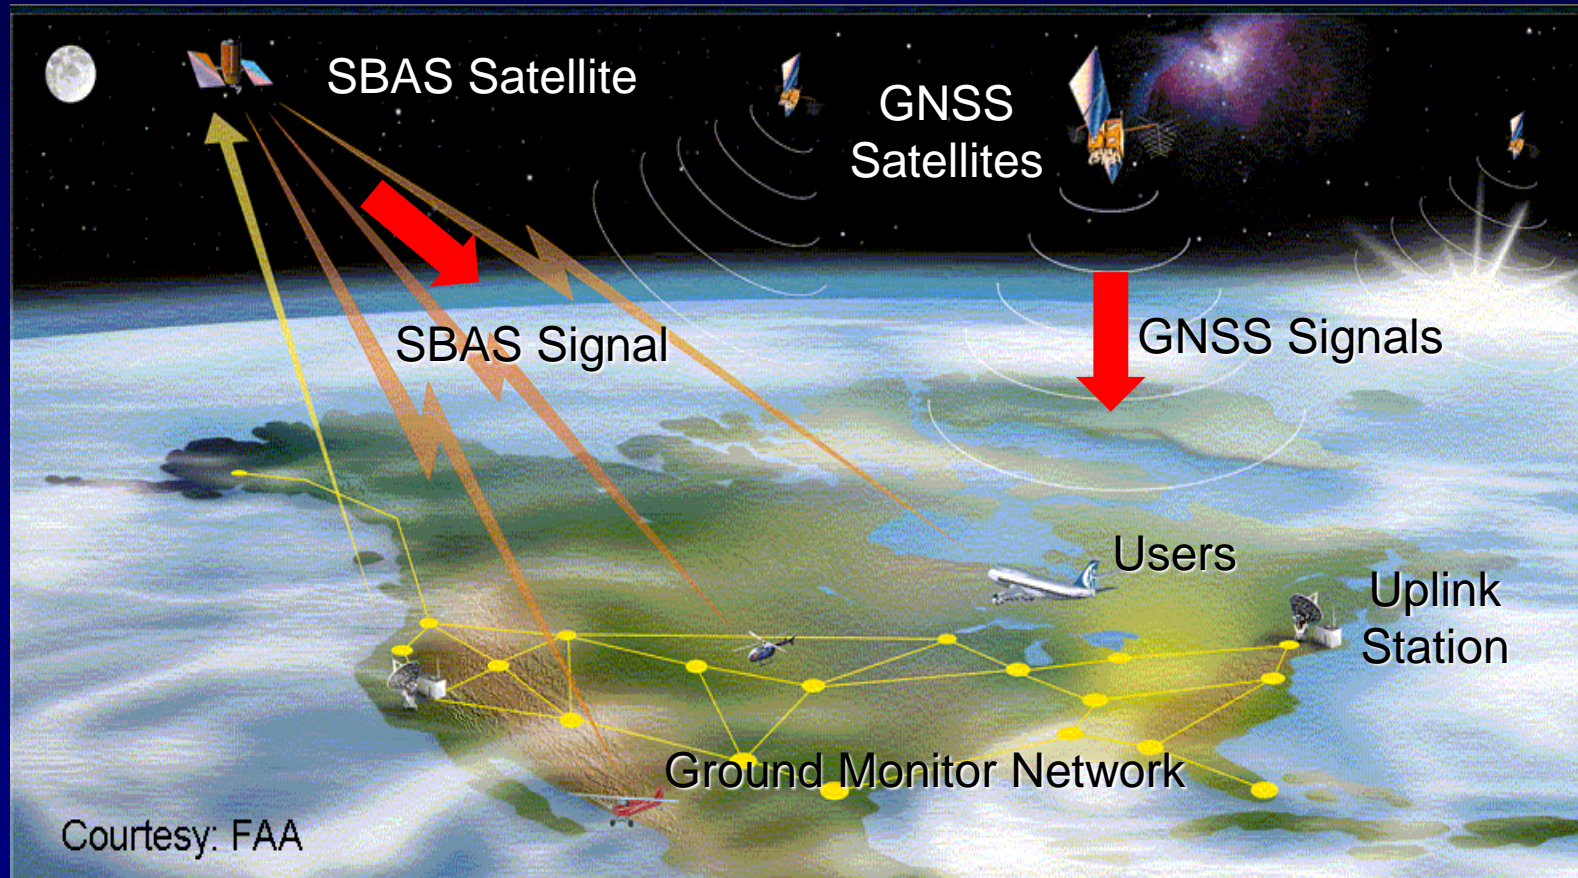 SBAS Satellite
GNSS
Satellites
SBAS Signal
GNSS Signals
Users
Uplink
Station
Ground Monitor Network
Courtesy: FAA